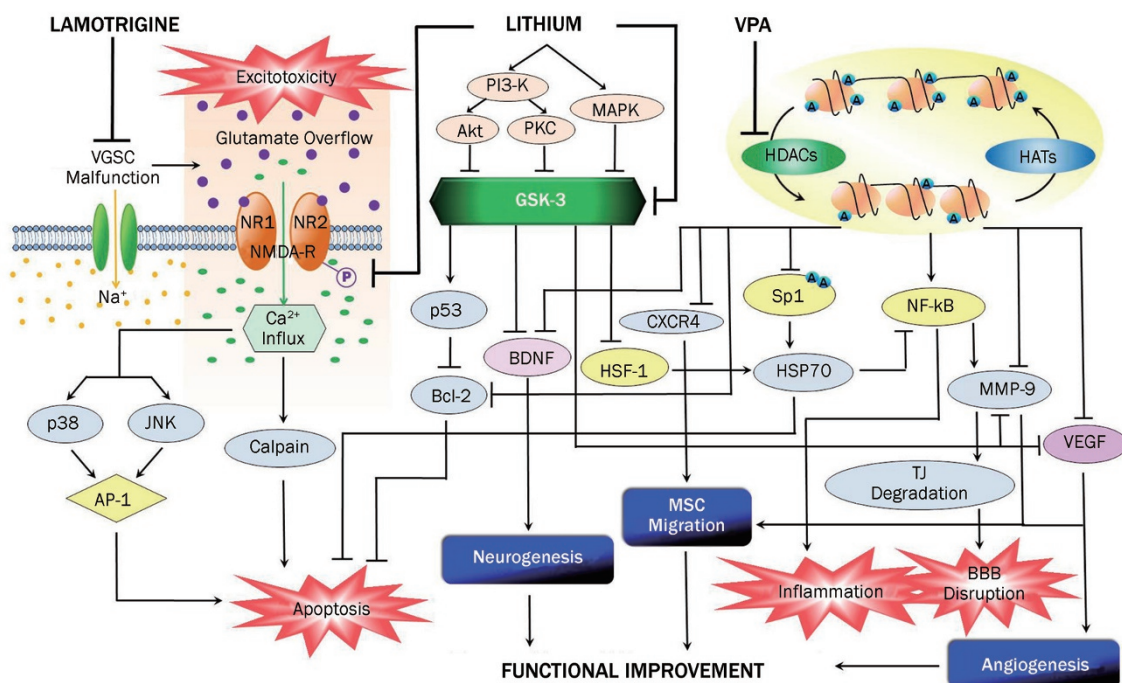 LAMOTRIGINE
LITHIUM
VPA
Excitotoxicity
PI3-K
Akt
PKC
MAPK
A
A
A
A
A
A
HDACs
HATs
A
A
A
Glutamate Overflow
VGSC
Malfunction
GSK-3
NR1
NR2
NMDA-R
P
Na⁺
Ca²⁺
Influx
p53
CXCR4
Sp1
A
A
NF-kB
BDNF
HSF-1
HSP70
MMP-9
Bcl-2
p38
JNK
Calpain
VEGF
AP-1
TJ
Degradation
MSC
Migration
Neurogenesis
Apoptosis
Inflammation
BBB
Disruption
FUNCTIONAL IMPROVEMENT
Angiogenesis